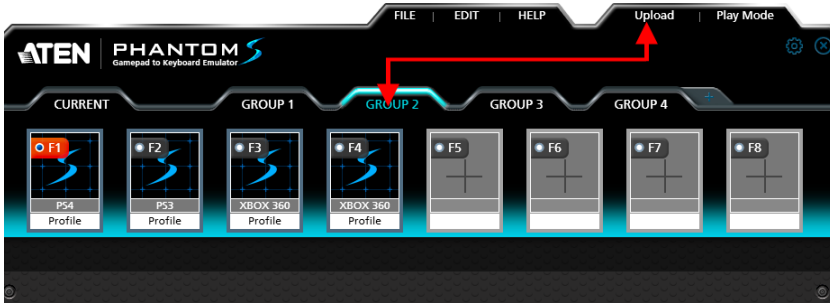 FILE | EDIT | HELP
Upload | Play Mode
ATEN PHANTOM S
Gamepad to Keyboard Emulator
CURRENT GROUP 1 GROUP 2 GROUP 3 GROUP 4
F1 F2 F3 F4 F5 F6 F7 F8
PS4 PS3 XBOX 360 XBOX 360
Profile Profile Profile Profile